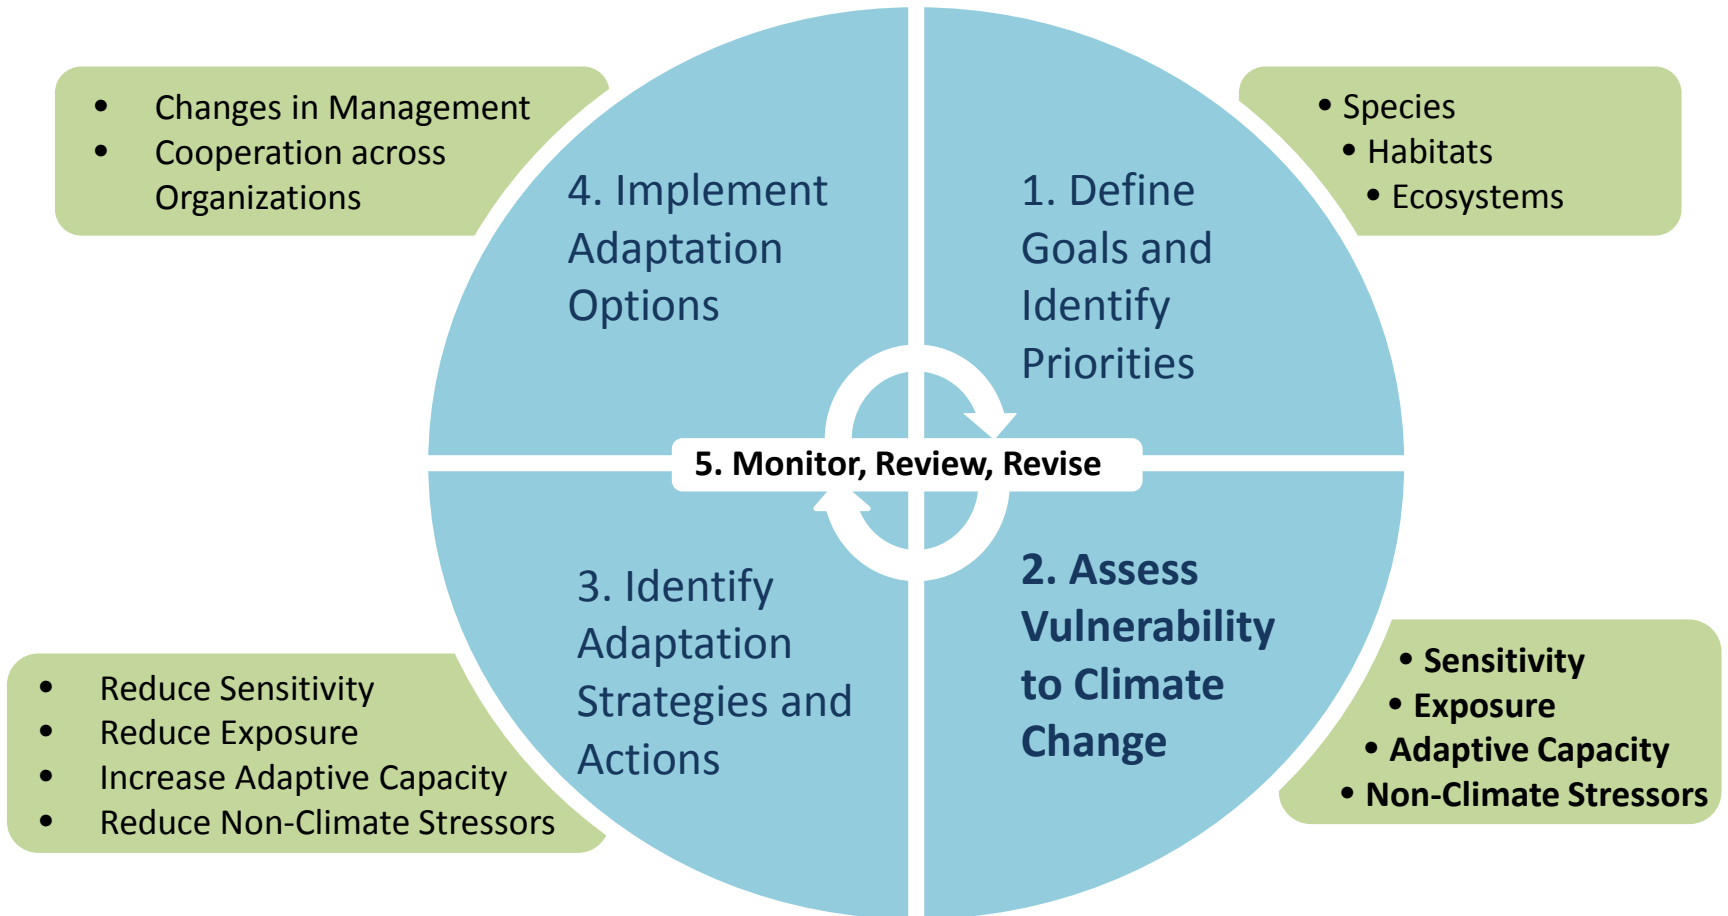 • Changes in Management
• Cooperation across
Organizations
4. Implement
Adaptation
Options
1. Define
Goals and
Identify
Priorities
• Species
• Habitats
• Ecosystems
5. Monitor, Review, Revise
3. Identify
Adaptation
Strategies and
Actions
2. Assess
Vulnerability
to Climate
Change
• Reduce Sensitivity
• Reduce Exposure
• Increase Adaptive Capacity
• Reduce Non-Climate Stressors
• Sensitivity
• Exposure
• Adaptive Capacity
• Non-Climate Stressors